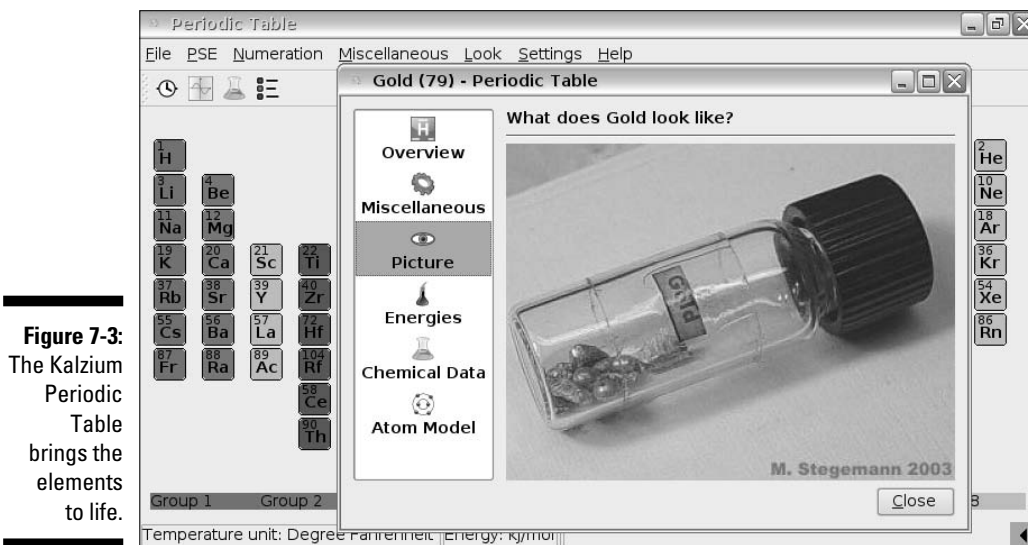 Periodic Table
File PSE Numeration Miscellaneous Look Settings Help
Gold (79) - Periodic Table
What does Gold look like?
Overview
Miscellaneous
Picture
Energies
Chemical Data
Atom Model
Gold
M. Stegemann 2003
Close
1 H
2 He
3 Li 4 Be
10 Ne
11 Na 12 Mg
18 Ar
19 K 20 Ca 21 Sc 22 Ti
36 Kr
37 Rb 38 Sr 39 Y 40 Zr
54 Xe
55 Cs 56 Ba 57 La 72 Hf
86 Rn
87 Fr 88 Ra 89 Ac 104 Rf
58 Ce
90 Th
Group 1 Group 2 8
Temperature unit: Degree Fahrenheit Energy: kJ/mol
Figure 7-3:
The Kalzium
Periodic
Table
brings the
elements
to life.